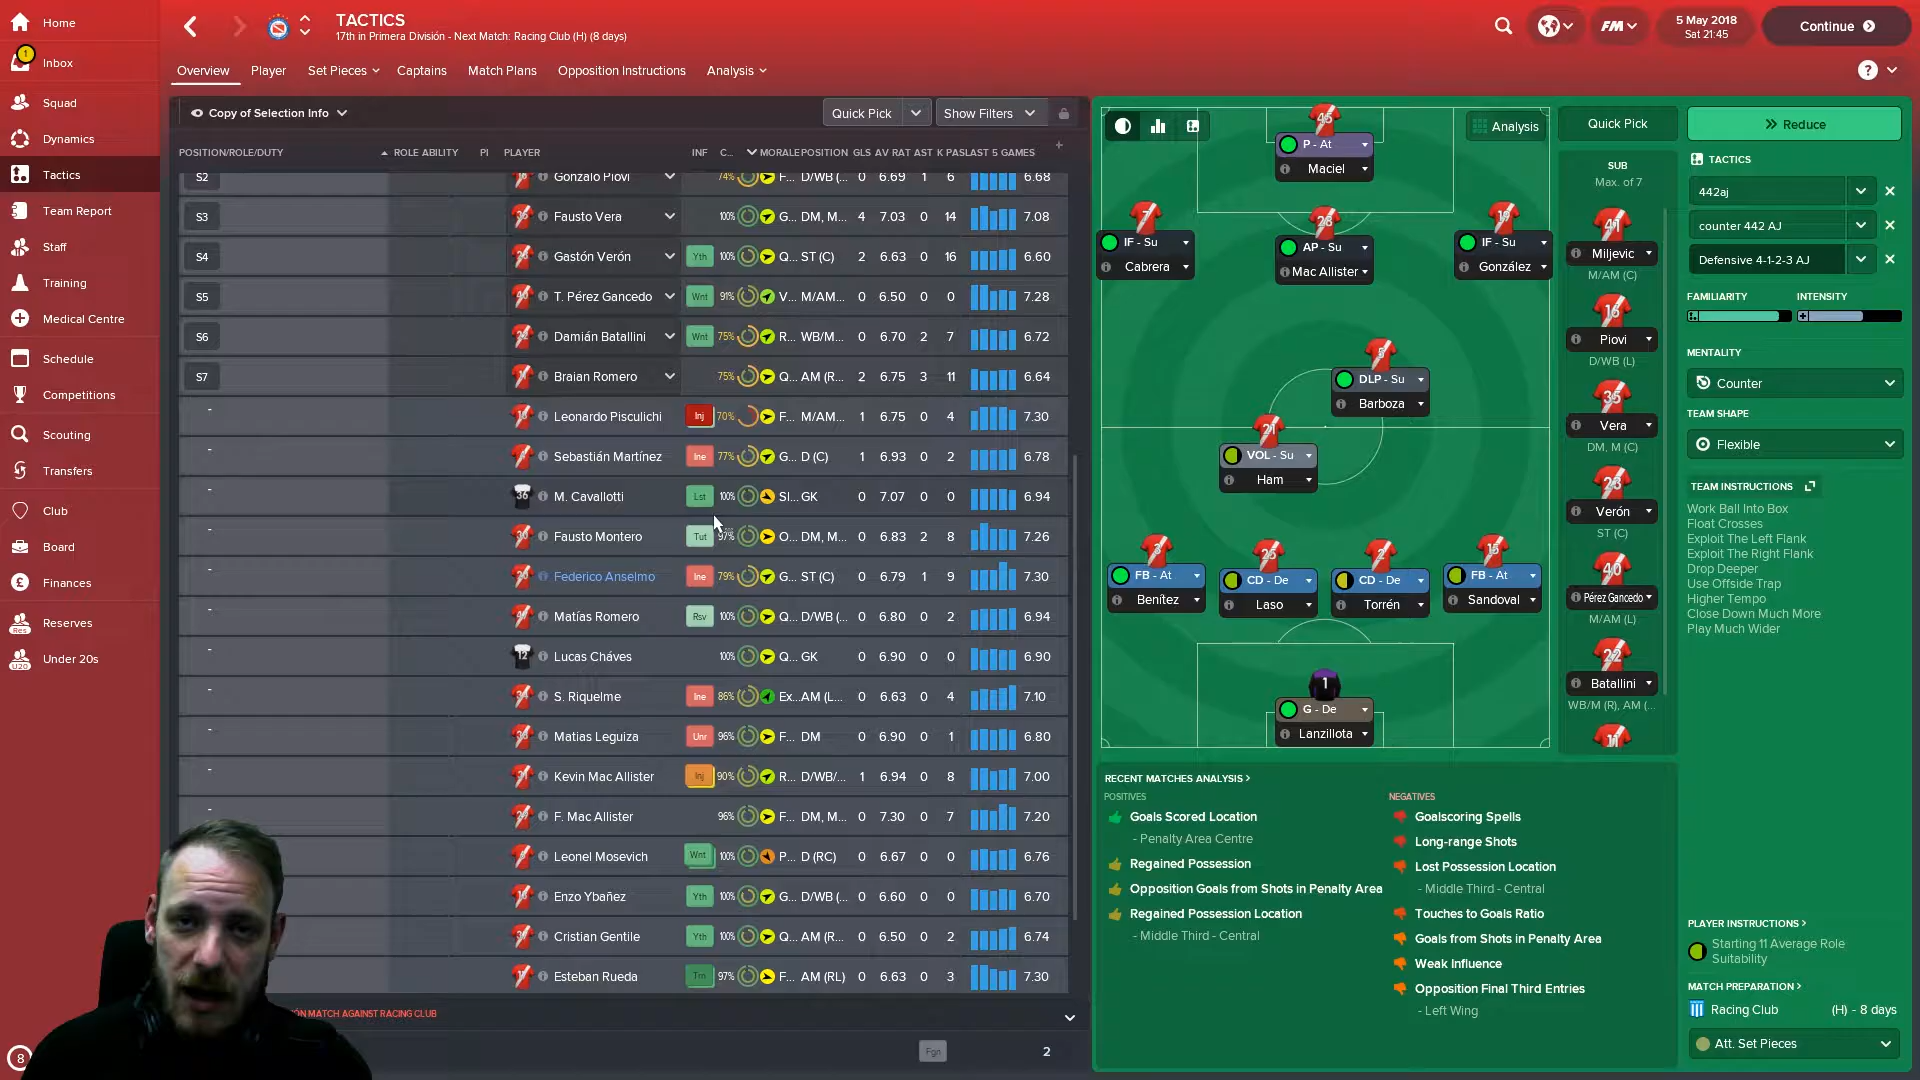 Home
Inbox
1
Squad
Dynamics
Tactics
Team Report
Staff
Training
Medical Centre
Schedule
Competitions
Scouting
Transfers
Club
Board
Finances
Reserves
Under 20s
8
TACTICS
17th in Primera División - Next Match: Racing Club (H) (8 days)
FM
5 May 2018
Sat 21:45
Continue
Overview Player Set Pieces Captains Match Plans Opposition Instructions Analysis
Copy of Selection Info
Quick Pick
Show Filters
POSITION/ROLE/DUTY ROLE ABILITY PI PLAYER INF C... MORALE POSITION GLS AV RAT AST K PAS LAST 5 GAMES
S2 Gonzalo Piovi 74% F... D/WB (... 0 6.69 1 6 6.68
S3 Fausto Vera 100% G... DM, M... 4 7.03 0 14 7.08
S4 Gastón Verón Yth 100% Q... ST (C) 2 6.63 0 16 6.60
S5 T. Pérez Gancedo Wnt 91% V... M/AM... 0 6.50 0 0 7.28
S6 Damián Batallini Wnt 75% R... WB/M... 0 6.70 2 7 6.72
S7 Braian Romero 75% Q... AM (R... 2 6.75 3 11 6.64
- Leonardo Pisculichi Inj 70% F... M/AM... 1 6.75 0 4 7.30
- Sebastián Martínez Ine 77% G... D (C) 1 6.93 0 2 6.78
- M. Cavallotti Lst 100% Sl... GK 0 7.07 0 0 6.94
- Fausto Montero Tut 97% O... DM, M... 0 6.83 2 8 7.26
- Federico Anselmo Ine 79% G... ST (C) 0 6.79 1 9 7.30
- Matías Romero Rsv 100% Q... D/WB (... 0 6.80 0 2 6.94
- Lucas Cháves 100% Q... GK 0 6.90 0 0 6.90
- S. Riquelme Ine 86% Ex... AM (L... 0 6.63 0 4 7.10
- Matias Leguiza Unr 96% F... DM 0 6.90 0 1 6.80
- Kevin Mac Allister Inj 90% R... D/WB/... 1 6.94 0 8 7.00
- F. Mac Allister 96% F... DM, M... 0 7.30 0 7 7.20
- Leonel Mosevich Wnt 100% P... D (RC) 0 6.67 0 0 6.76
Enzo Ybañez Yth 100% G... D/WB (... 0 6.60 0 0 6.70
Cristian Gentile Yth 100% Q... AM (R... 0 6.50 0 2 6.74
Esteban Rueda Trn 97% F... AM (RL) 0 6.63 0 3 7.30
ÓN MATCH AGAINST RACING CLUB
Fgn 2
Analysis
P - At
Maciel
IF - Su
Cabrera
AP - Su
Mac Allister
IF - Su
González
DLP - Su
Barboza
VOL - Su
Ham
FB - At
Benítez
CD - De
Laso
CD - De
Torrén
FB - At
Sandoval
1
G - De
Lanzillota
Quick Pick
SUB
Max. of 7
41
Miljevic
M/AM (C)
16
Piovi
D/WB (L)
35
Vera
DM, M (C)
Verón
ST (C)
40
Pérez Gancedo
M/AM (L)
22
Batallini
WB/M (R), AM (...
11
Reduce
TACTICS
442aj
counter 442 AJ
Defensive 4-1-2-3 AJ
FAMILIARITY INTENSITY
MENTALITY
Counter
TEAM SHAPE
Flexible
TEAM INSTRUCTIONS
Work Ball Into Box
Float Crosses
Exploit The Left Flank
Exploit The Right Flank
Drop Deeper
Use Offside Trap
Higher Tempo
Close Down Much More
Play Much Wider
PLAYER INSTRUCTIONS >
Starting 11 Average Role
Suitability
MATCH PREPARATION >
Racing Club (H) - 8 days
Att. Set Pieces
RECENT MATCHES ANALYSIS >
POSITIVES
Goals Scored Location
- Penalty Area Centre
Regained Possession
Opposition Goals from Shots in Penalty Area
Regained Possession Location
- Middle Third - Central
NEGATIVES
Goalscoring Spells
Long-range Shots
Lost Possession Location
- Middle Third - Central
Touches to Goals Ratio
Goals from Shots in Penalty Area
Weak Influence
Opposition Final Third Entries
- Left Wing